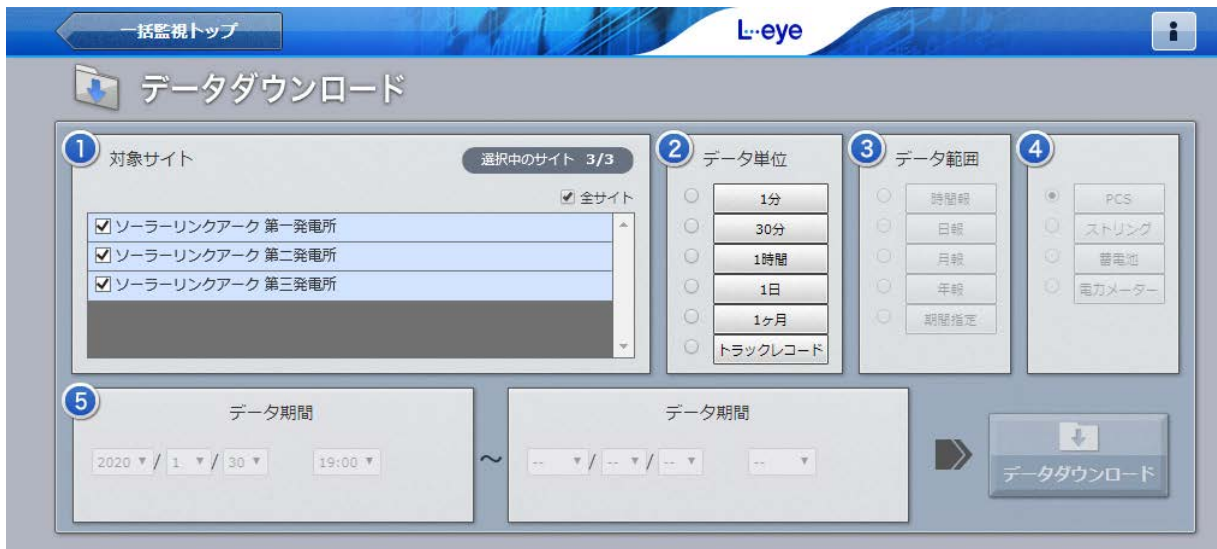 一括監視トップ
L…eye
i
データダウンロード
1 対象サイト 選択中のサイト 3/3
全サイト
ソーラーリンクアーク 第一発電所
ソーラーリンクアーク 第二発電所
ソーラーリンクアーク 第三発電所
2 データ単位
1分
30分
1時間
1日
1ヶ月
トラックレコード
3 データ範囲
時間報
日報
月報
年報
期間指定
4
PCS
ストリング
蓄電池
電力メーター
5 データ期間
2020 / 1 / 30 19:00
~
データ期間
-- / -- / -- --
データダウンロード